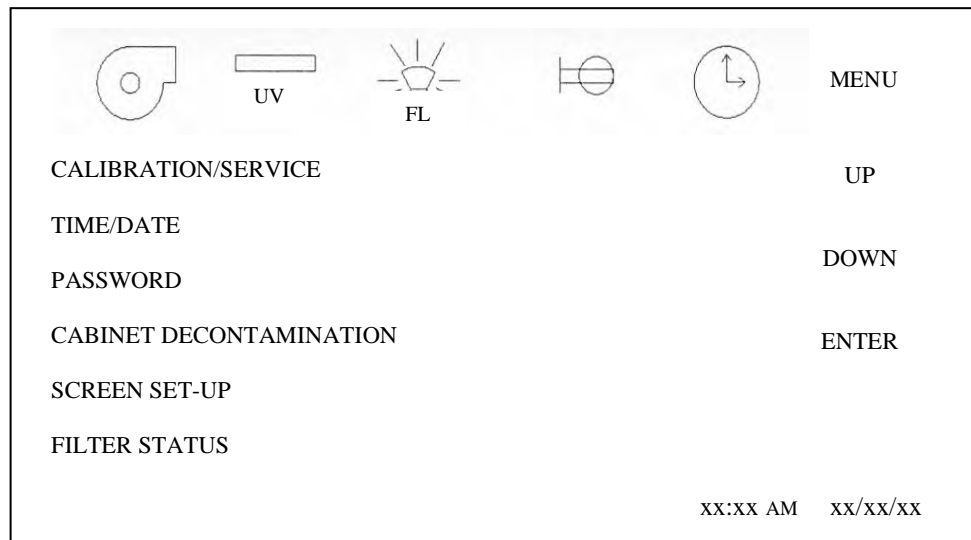 UV
FL
MENU
CALIBRATION/SERVICE
UP
TIME/DATE
DOWN
PASSWORD
CABINET DECONTAMINATION
ENTER
SCREEN SET-UP
FILTER STATUS
xx:xx AM xx/xx/xx